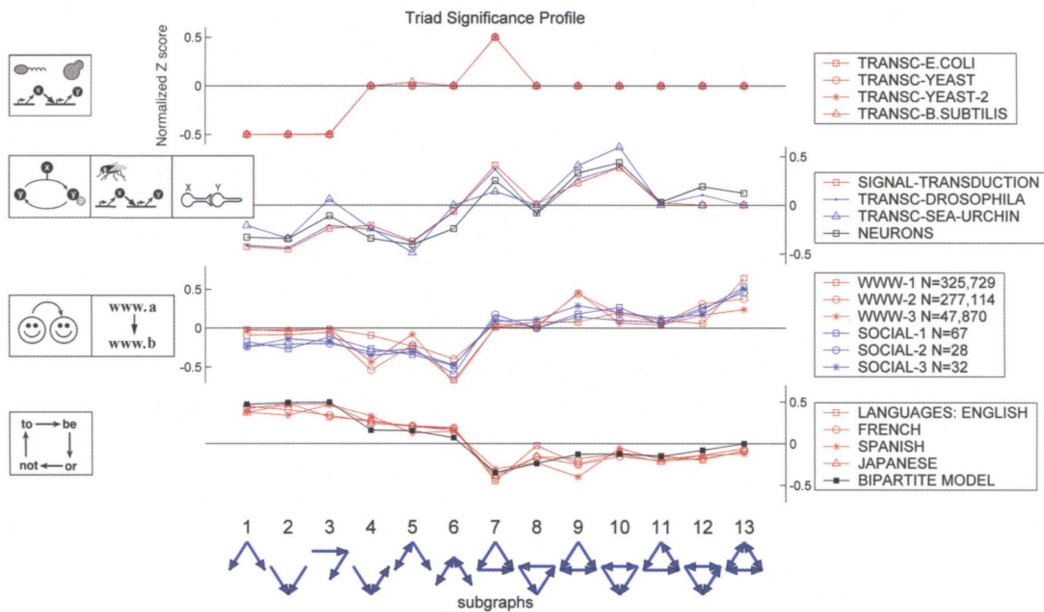 Triad Significance Profile
Normalized Z score
0.5
0
-0.5
X
Y
TRANSC-E.COLI
TRANSC-YEAST
TRANSC-YEAST-2
TRANSC-B.SUBTILIS
X
Y
Y
X
Y
X
Y
0.5
0
-0.5
SIGNAL-TRANSDUCTION
TRANSC-DROSOPHILA
TRANSC-SEA-URCHIN
NEURONS
www.a
www.b
0.5
0
-0.5
WWW-1 N=325,729
WWW-2 N=277,114
WWW-3 N=47,870
SOCIAL-1 N=67
SOCIAL-2 N=28
SOCIAL-3 N=32
to be
not or
0.5
0
-0.5
LANGUAGES: ENGLISH
FRENCH
SPANISH
JAPANESE
BIPARTITE MODEL
1 2 3 4 5 6 7 8 9 10 11 12 13
subgraphs